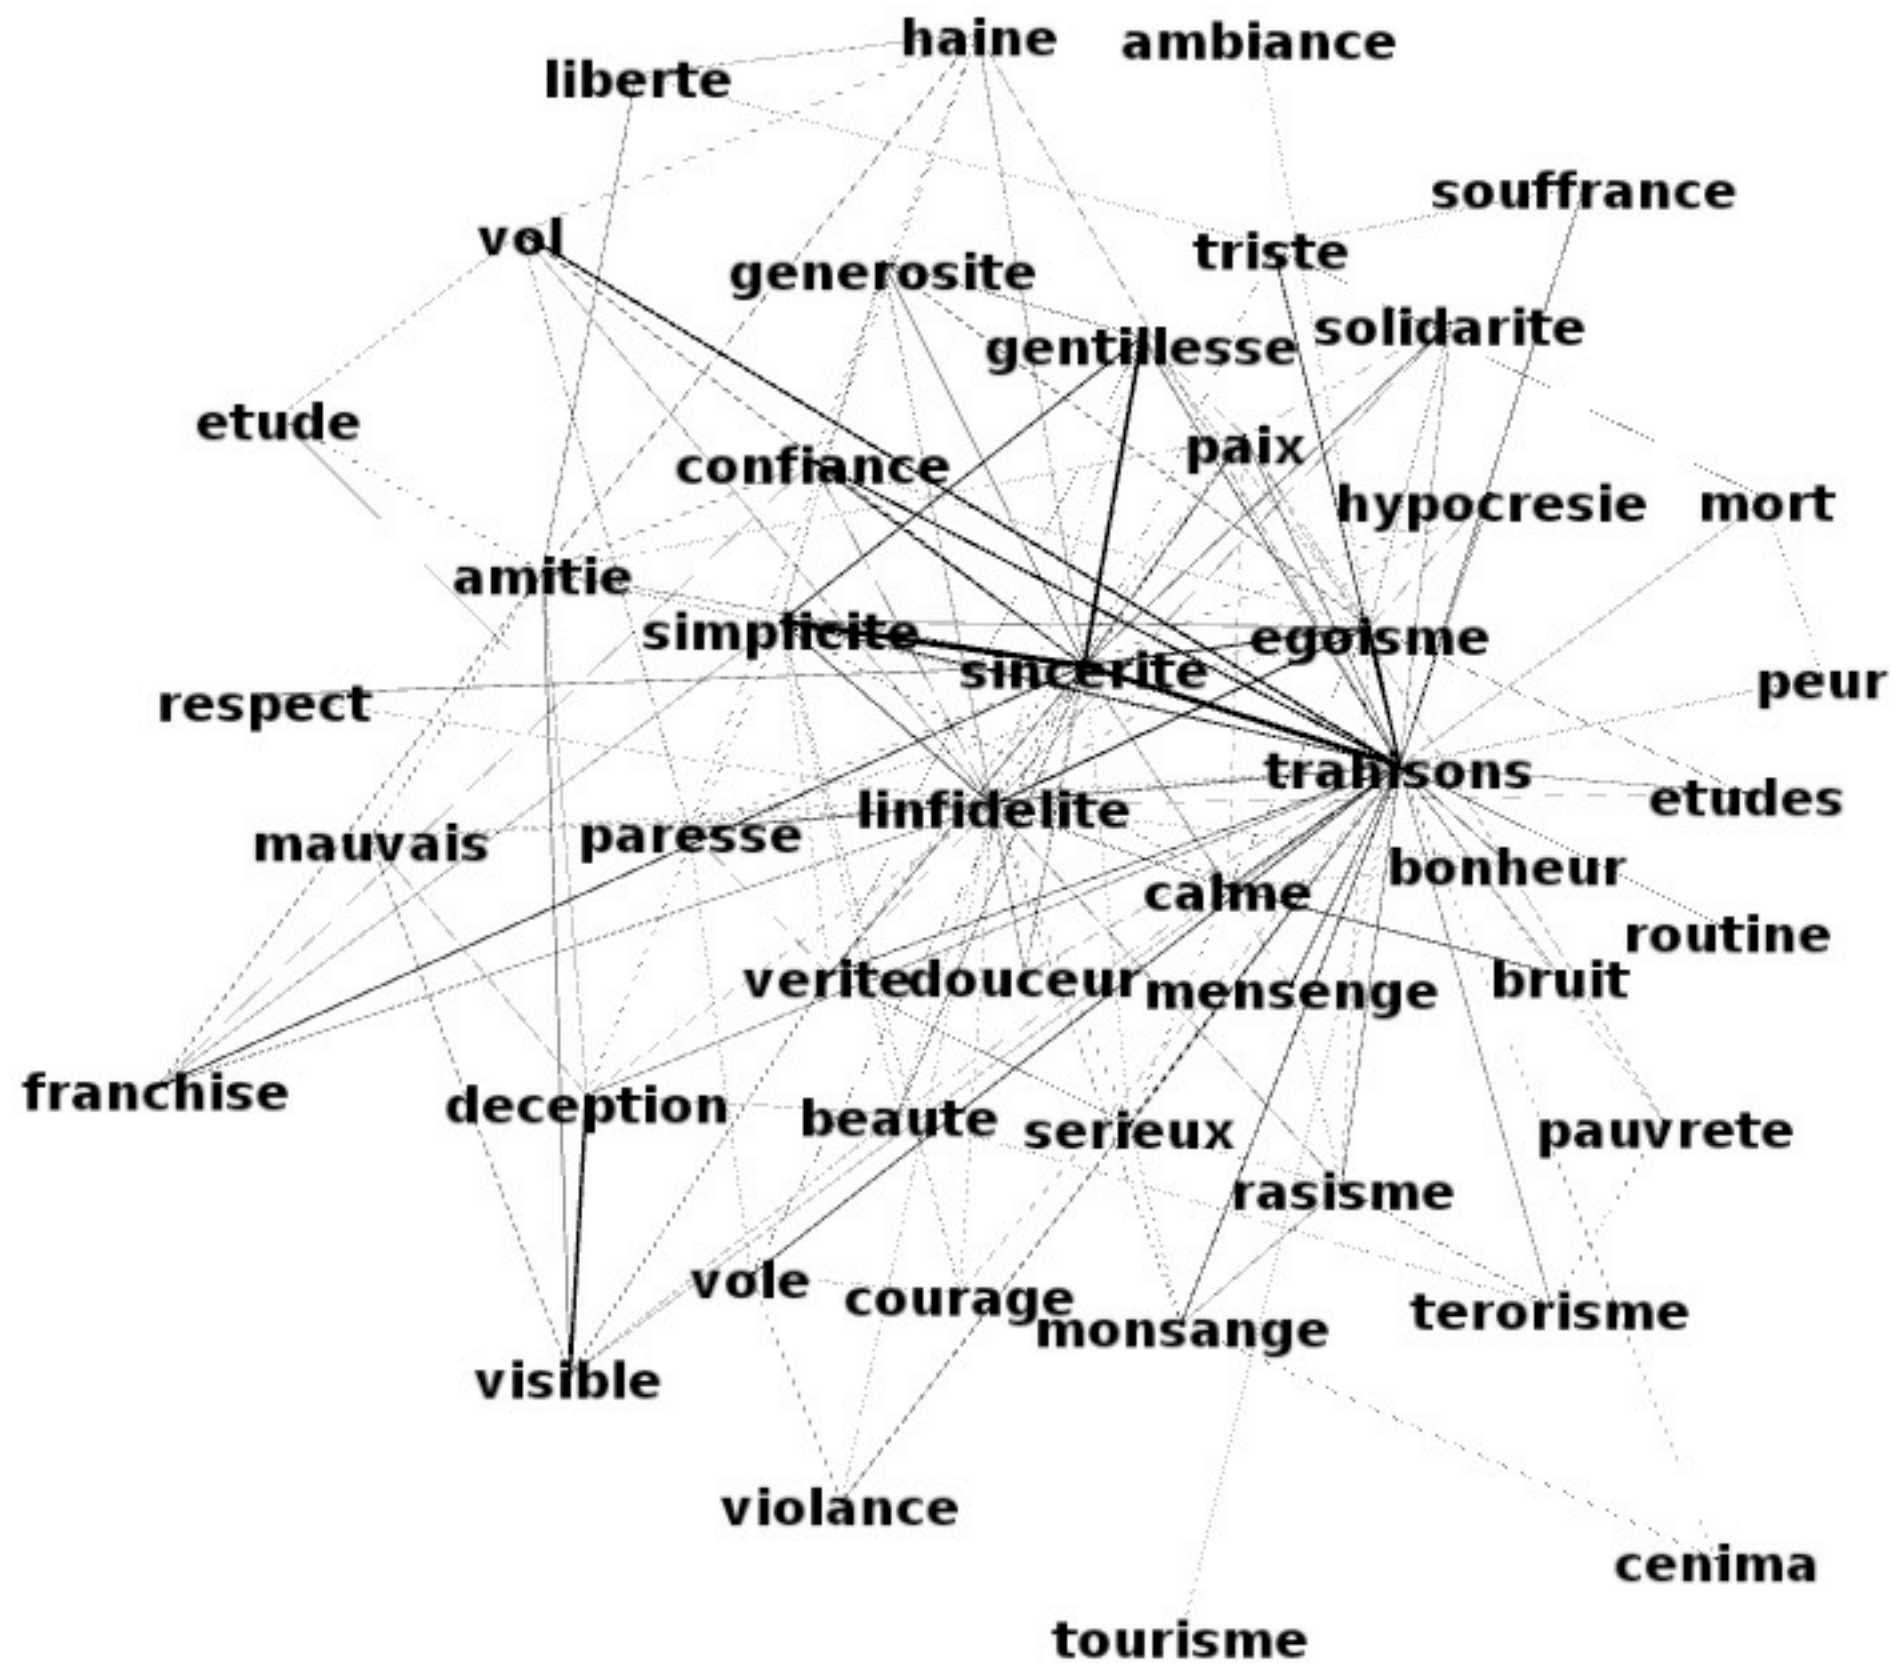 haine
ambiance
liberte
souffrance
vol
triste
generosite
solidarite
gentillesse
etude
paix
confiance
hypocresie
mort
amitie
simplicite
egoisme
sincerite
peur
respect
trahisons
etudes
linfidelite
paresse
mauvais
bonheur
calme
routine
verite
douceur
bruit
mensenge
franchise
deception
beaute
serieux
pauvrete
rasisme
vole
courage
terorisme
monsange
visible
violance
cenima
tourisme